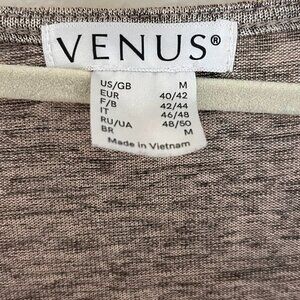 VENUS®
US/GB M
EUR 40/42
F/B 42/44
IT 46/48
RU/UA 48/50
BR M
Made in Vietnam